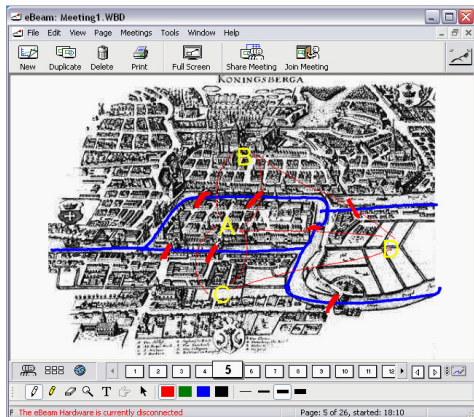 eBeam: Meeting1.WBD
File Edit View Page Meetings Tools Window Help
New Duplicate Delete Print Full Screen Share Meeting Join Meeting
KONINGSBERGA
B
A
D
C
1 2 3 4 5 6 7 8 9 10 11 12
The eBeam Hardware is currently disconnected
Page: 5 of 26, started: 18:10